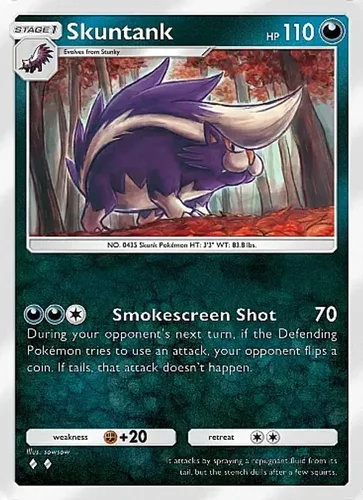 STAGE 1
Skuntank
HP 110
Evolves from Stunky
NO. 0435 Skunk Pokémon HT: 3'3" WT: 83.8 lbs.
Smokescreen Shot 70
During your opponent's next turn, if the Defending
Pokémon tries to use an attack, your opponent flips a
coin. If tails, that attack doesn't happen.
weakness +20 retreat
Illus. sowsow
It attacks by spraying a repugnant fluid from its
tail, but the stench dulls after a few squirts.